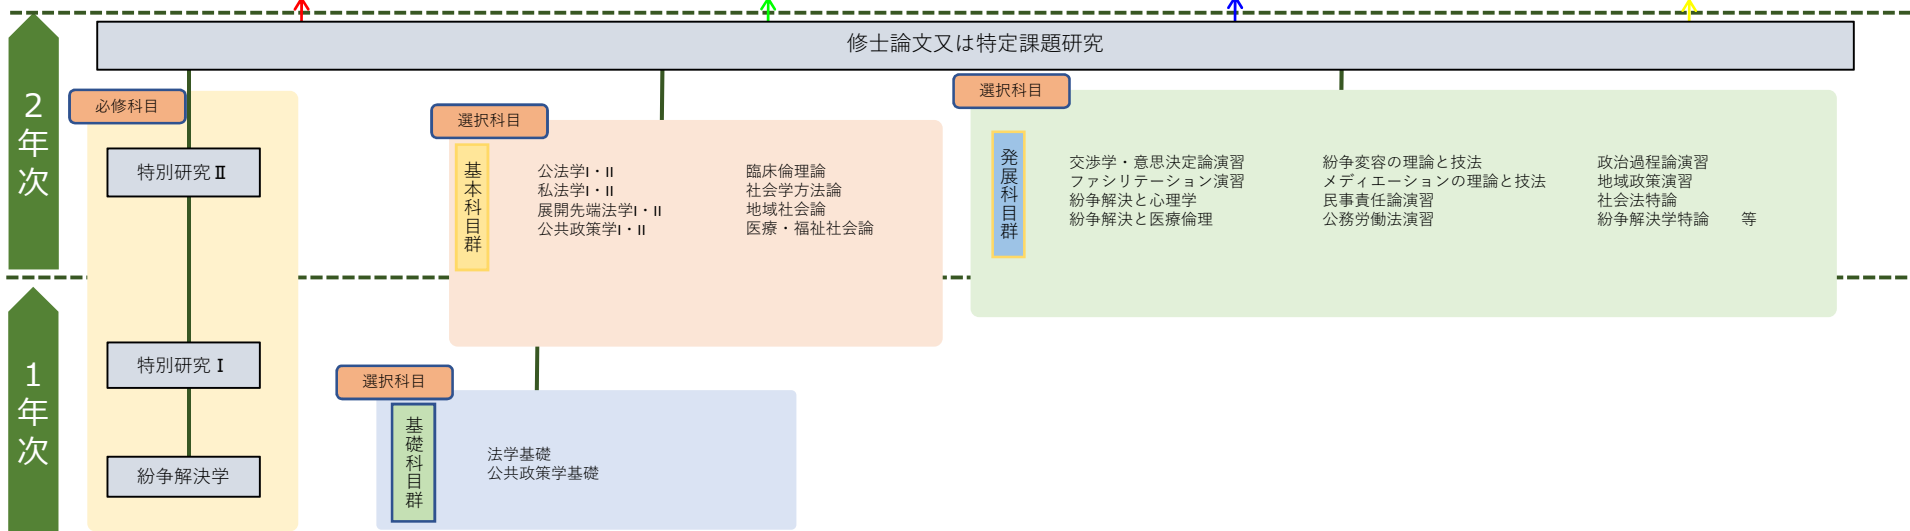 修士論文又は特定課題研究
2年次
必修科目
特別研究Ⅱ
選択科目
基本科目群
公法学I・II
私法学I・II
展開先端法学I・II
公共政策学I・II
臨床倫理論
社会学方法論
地域社会論
医療・福祉社会論
選択科目
発展科目群
交渉学・意思決定論演習
ファシリテーション演習
紛争解決と心理学
紛争解決と医療倫理
紛争変容の理論と技法
メディエーションの理論と技法
民事責任論演習
公務労働法演習
政治過程論演習
地域政策演習
社会法特論
紛争解決学特論 等
1年次
特別研究Ⅰ
紛争解決学
選択科目
基礎科目群
法学基礎
公共政策学基礎